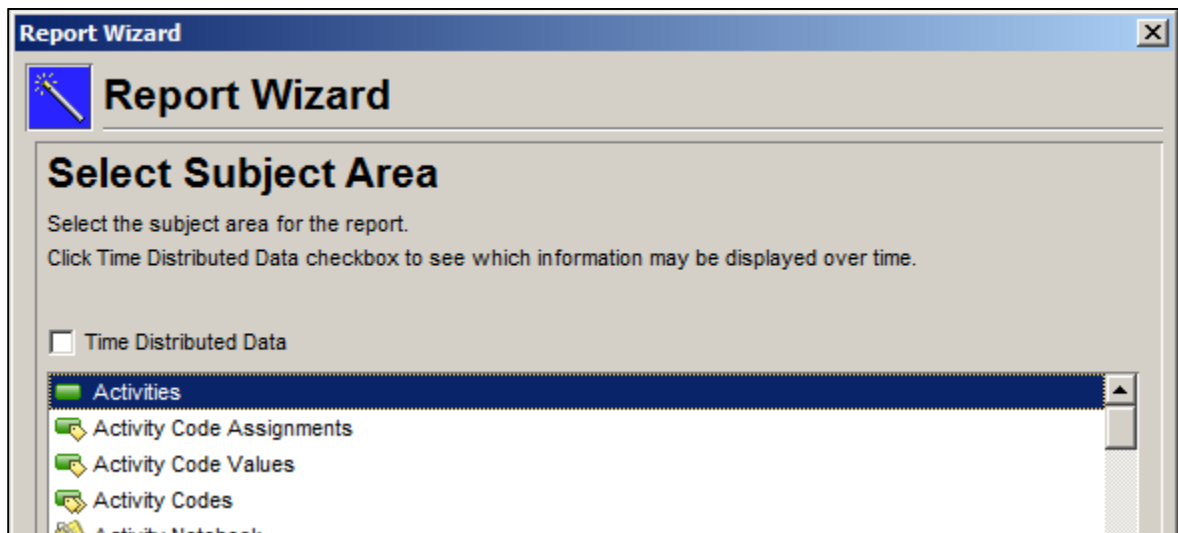 Report Wizard
Report Wizard
Select Subject Area
Select the subject area for the report.
Click Time Distributed Data checkbox to see which information may be displayed over time.
Time Distributed Data
Activities
Activity Code Assignments
Activity Code Values
Activity Codes
Activity Notebook